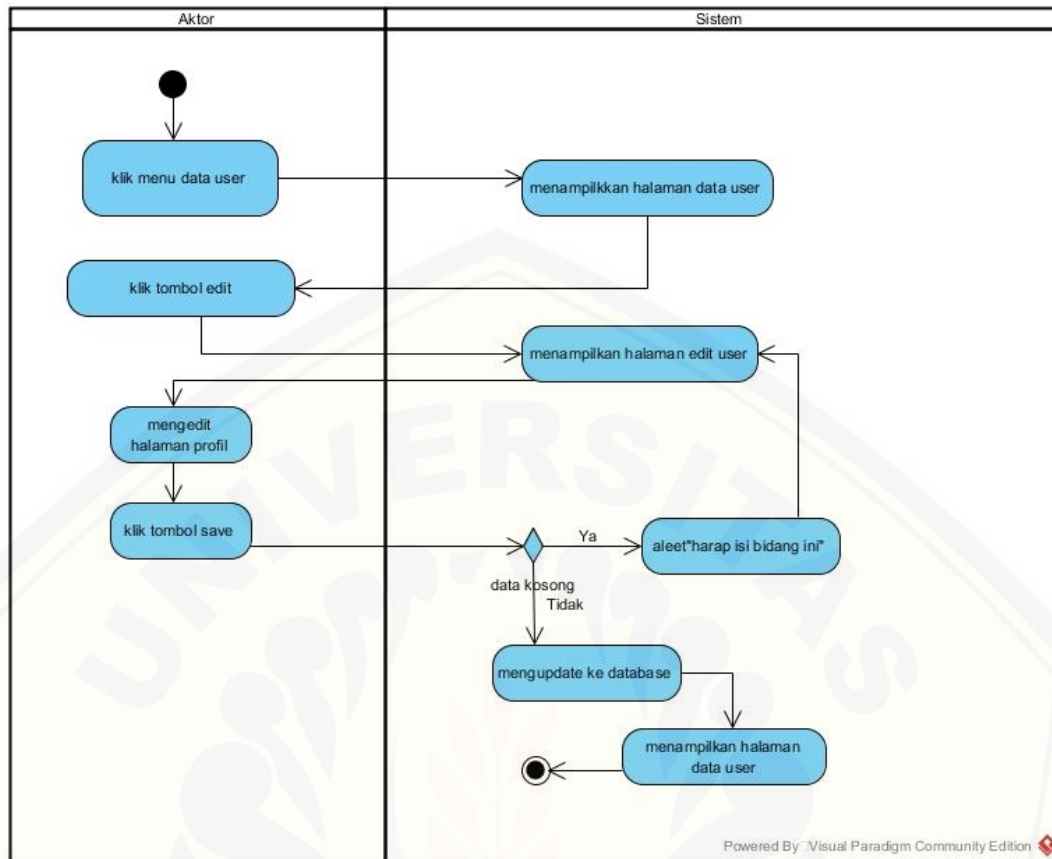 Aktor
Sistem
klik menu data user
menampilkkan halaman data user
klik tombol edit
menampilkan halaman edit user
mengedit
halaman profil
klik tombol save
Ya
aleet"harap isi bidang ini"
data kosong
Tidak
mengupdate ke database
menampilkan halaman
data user
UNIVERSITAS
Powered By Visual Paradigm Community Edition